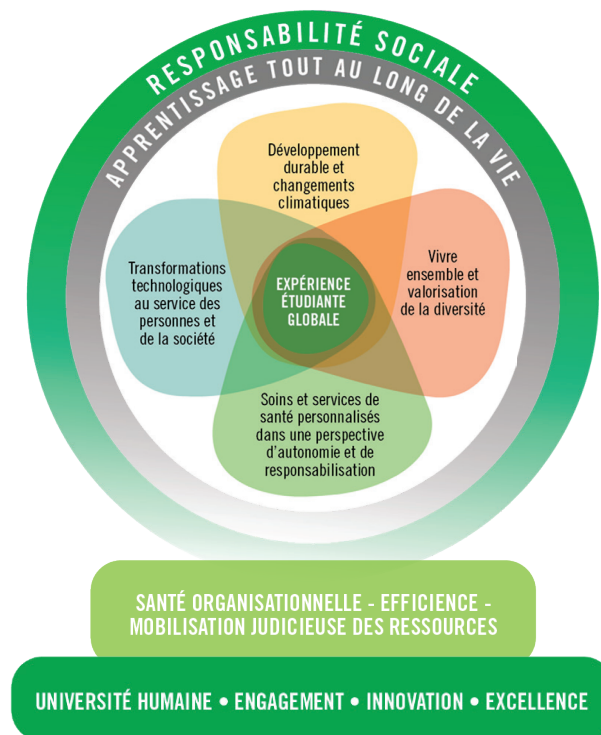 RESPONSABILITÉ SOCIALE
APPRENTISSAGE TOUT AU LONG DE LA VIE
Développement
durable et
changements
climatiques
Transformations
technologiques
au service des
personnes et
de la société
EXPÉRIENCE
ÉTUDIANTE
GLOBALE
Vivre
ensemble et
valorisation
de la diversité
Soins et services de
santé personnalisés
dans une perspective
d'autonomie et de
responsabilisation
SANTÉ ORGANISATIONNELLE - EFFICIENCE -
MOBILISATION JUDICIEUSE DES RESSOURCES
UNIVERSITÉ HUMAINE • ENGAGEMENT • INNOVATION • EXCELLENCE